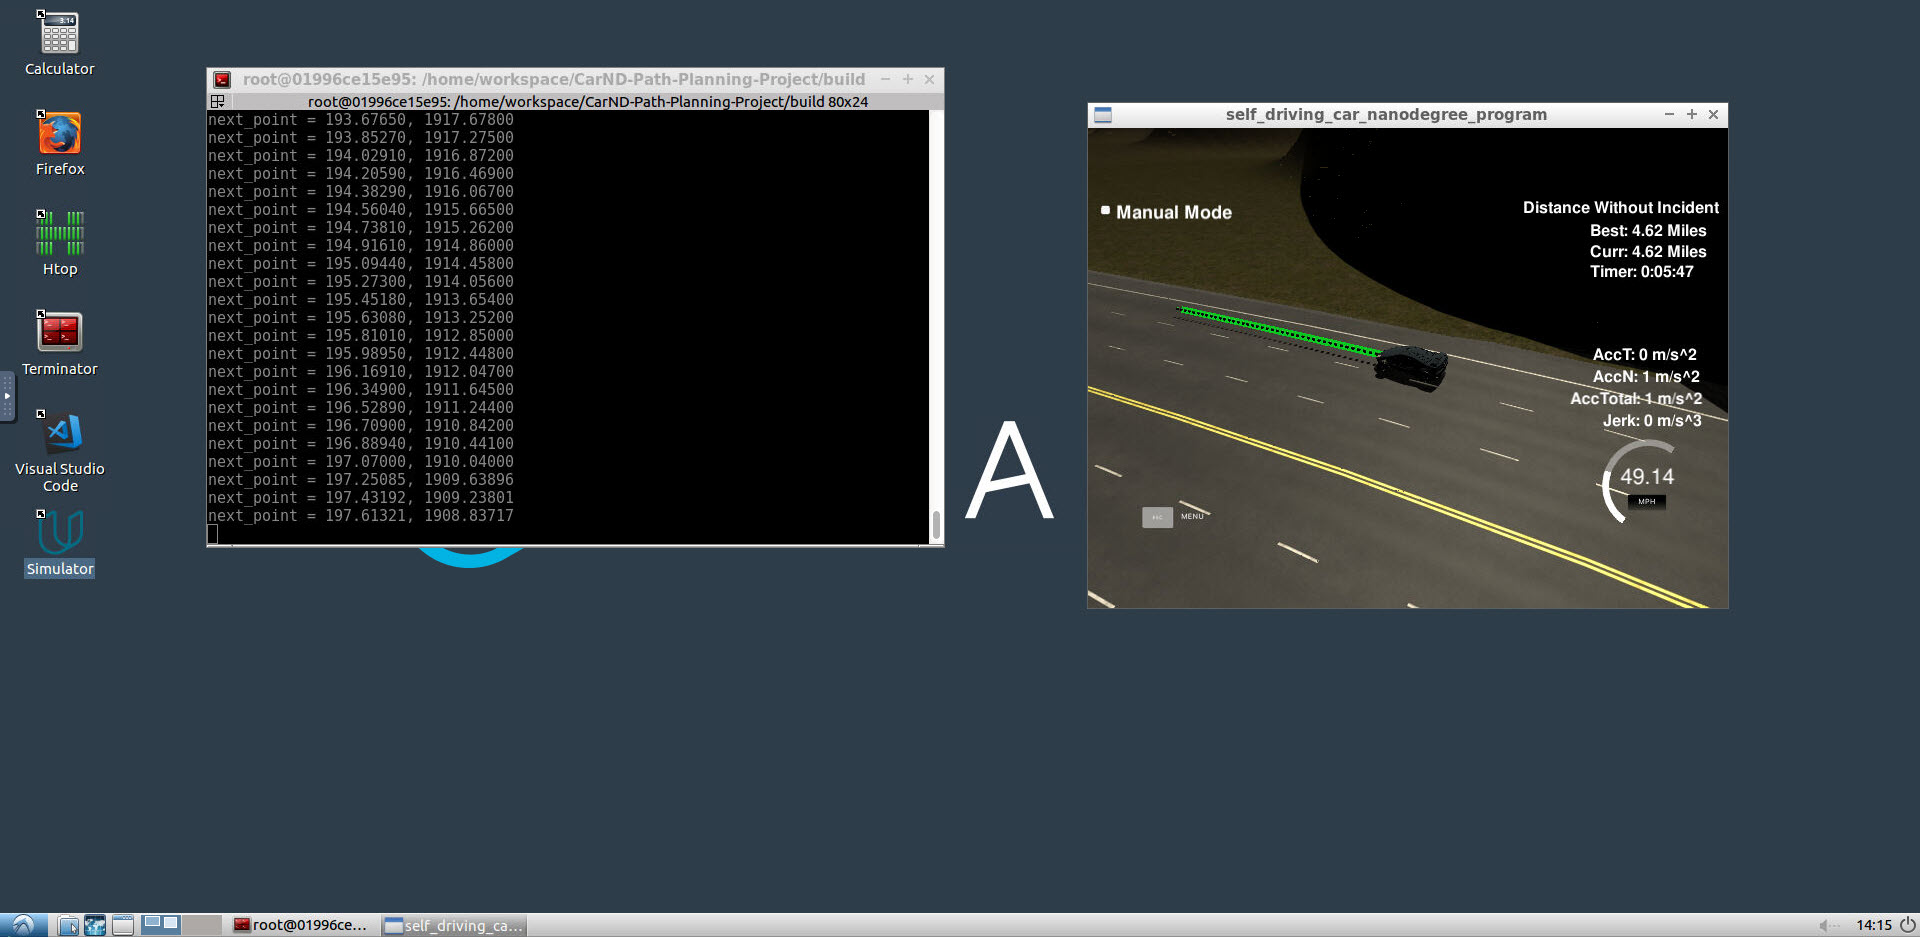 Calculator
Firefox
Htop
Terminator
Visual Studio
Code
Simulator
root@01996ce15e95: /home/workspace/CarND-Path-Planning-Project/build
root@01996ce15e95: /home/workspace/CarND-Path-Planning-Project/build 80x24
next_point = 193.67650, 1917.67800
next_point = 193.85270, 1917.27500
next_point = 194.02910, 1916.87200
next_point = 194.20590, 1916.46900
next_point = 194.38290, 1916.06700
next_point = 194.56040, 1915.66500
next_point = 194.73810, 1915.26200
next_point = 194.91610, 1914.86000
next_point = 195.09440, 1914.45800
next_point = 195.27300, 1914.05600
next_point = 195.45180, 1913.65400
next_point = 195.63080, 1913.25200
next_point = 195.81010, 1912.85000
next_point = 195.98950, 1912.44800
next_point = 196.16910, 1912.04700
next_point = 196.34900, 1911.64500
next_point = 196.52890, 1911.24400
next_point = 196.70900, 1910.84200
next_point = 196.88940, 1910.44100
next_point = 197.07000, 1910.04000
next_point = 197.25085, 1909.63896
next_point = 197.43192, 1909.23801
next_point = 197.61321, 1908.83717
A
self_driving_car_nanodegree_program
Manual Mode
Distance Without Incident
Best: 4.62 Miles
Curr: 4.62 Miles
Timer: 0:05:47
AccT: 0 m/s^2
AccN: 1 m/s^2
AccTotal: 1 m/s^2
Jerk: 0 m/s^3
49.14
MPH
MENU
root@01996ce...
self_driving_ca...
14:15